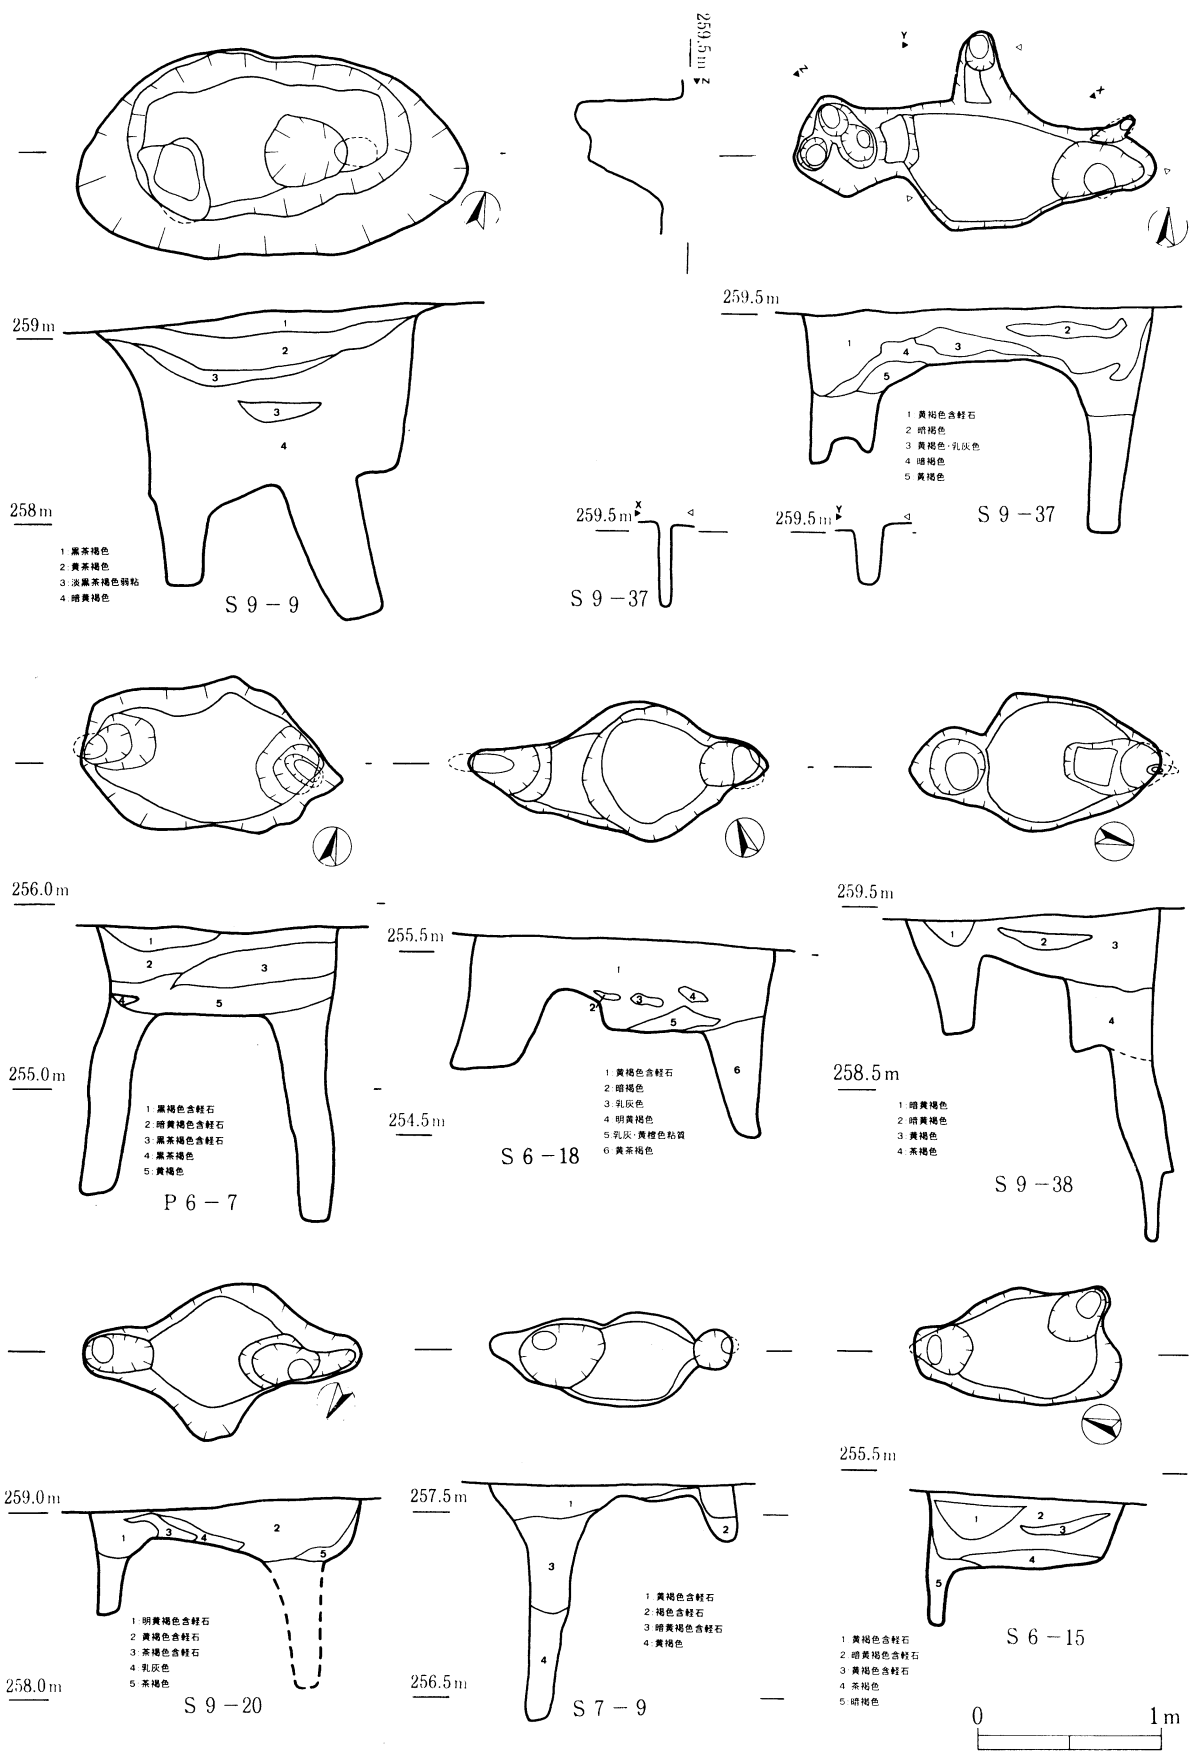 259.5m
Z
Y
Z
X
259m
1
2
3
3
4
258m
1:黒茶褐色
2:黄茶褐色
3:淡黒茶褐色弱粘
4:暗黄褐色
S 9-9
259.5m
1
2
3
4
5
1 黄褐色含軽石
2 暗褐色
3 黄褐色・乳灰色
4 暗褐色
5 黄褐色
S 9-37
259.5m
X
S 9-37
259.5m
Y
256.0m
1
2
3
4
5
255.0m
1:黒褐色含軽石
2:暗黄褐色含軽石
3:黒茶褐色含軽石
4:黒茶褐色
5:黄褐色
P 6-7
255.5m
1
2
3
4
5
6
254.5m
1:黄褐色含軽石
2:暗褐色
3:乳灰色
4 明黄褐色
5:乳灰・黄橙色粘質
6:黄茶褐色
S 6-18
259.5m
1
2
3
4
258.5m
1:暗黄褐色
2:暗黄褐色
3:黄褐色
4:茶褐色
S 9-38
259.0m
1
2
3
4
5
258.0m
1 明黄褐色含軽石
2 黄褐色含軽石
3:茶褐色含軽石
4:乳灰色
5:茶褐色
S 9-20
257.5m
1
2
3
4
256.5m
1:黄褐色含軽石
2:褐色含軽石
3:暗黄褐色含軽石
4:黄褐色
S 7-9
255.5m
1
2
3
4
5
1 黄褐色含軽石
2 暗黄褐色含軽石
3 黄褐色含軽石
4 茶褐色
5:暗褐色
S 6-15
0 1m